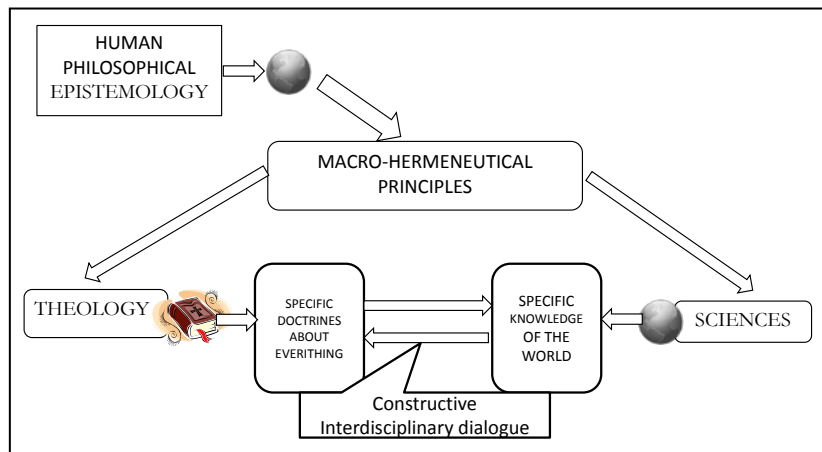 HUMAN
PHILOSOPHICAL
EPISTEMOLOGY
MACRO-HERMENEUTICAL
PRINCIPLES
THEOLOGY
SPECIFIC
DOCTRINES
ABOUT
EVERITHING
SPECIFIC
KNOWLEDGE
OF THE
WORLD
SCIENCES
Constructive
Interdisciplinary dialogue